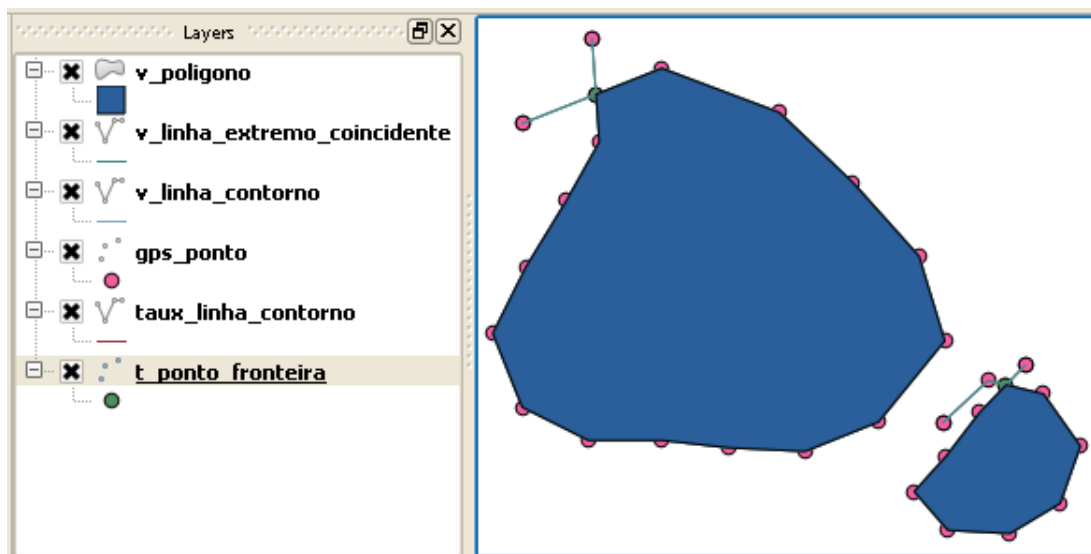 Layers
v_poligono
v_linha_extremo_coincidente
v_linha_contorno
gps_ponto
taux_linha_contorno
t_ponto_fronteira